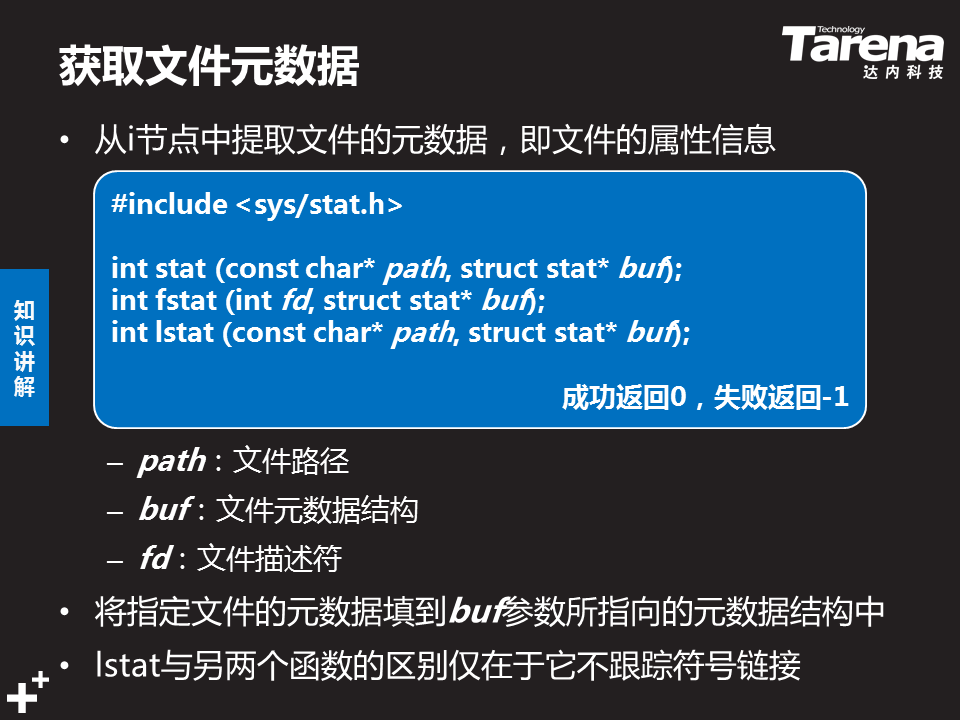 获取文件元数据
Technology
Tarena
达内科技
• 从i节点中提取文件的元数据，即文件的属性信息
#include <sys/stat.h>
int stat (const char* path, struct stat* buf);
int fstat (int fd, struct stat* buf);
int lstat (const char* path, struct stat* buf);
成功返回0，失败返回-1
知
识
讲
解
– path：文件路径
– buf：文件元数据结构
– fd：文件描述符
• 将指定文件的元数据填到buf参数所指向的元数据结构中
• lstat与另两个函数的区别仅在于它不跟踪符号链接